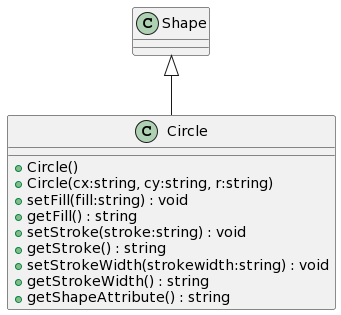 C Shape
C Circle
Circle()
Circle(cx:string, cy:string, r:string)
setFill(fill:string) : void
getFill() : string
setStroke(stroke:string) : void
getStroke() : string
setStrokeWidth(strokewidth:string) : void
getStrokeWidth() : string
getShapeAttribute() : string